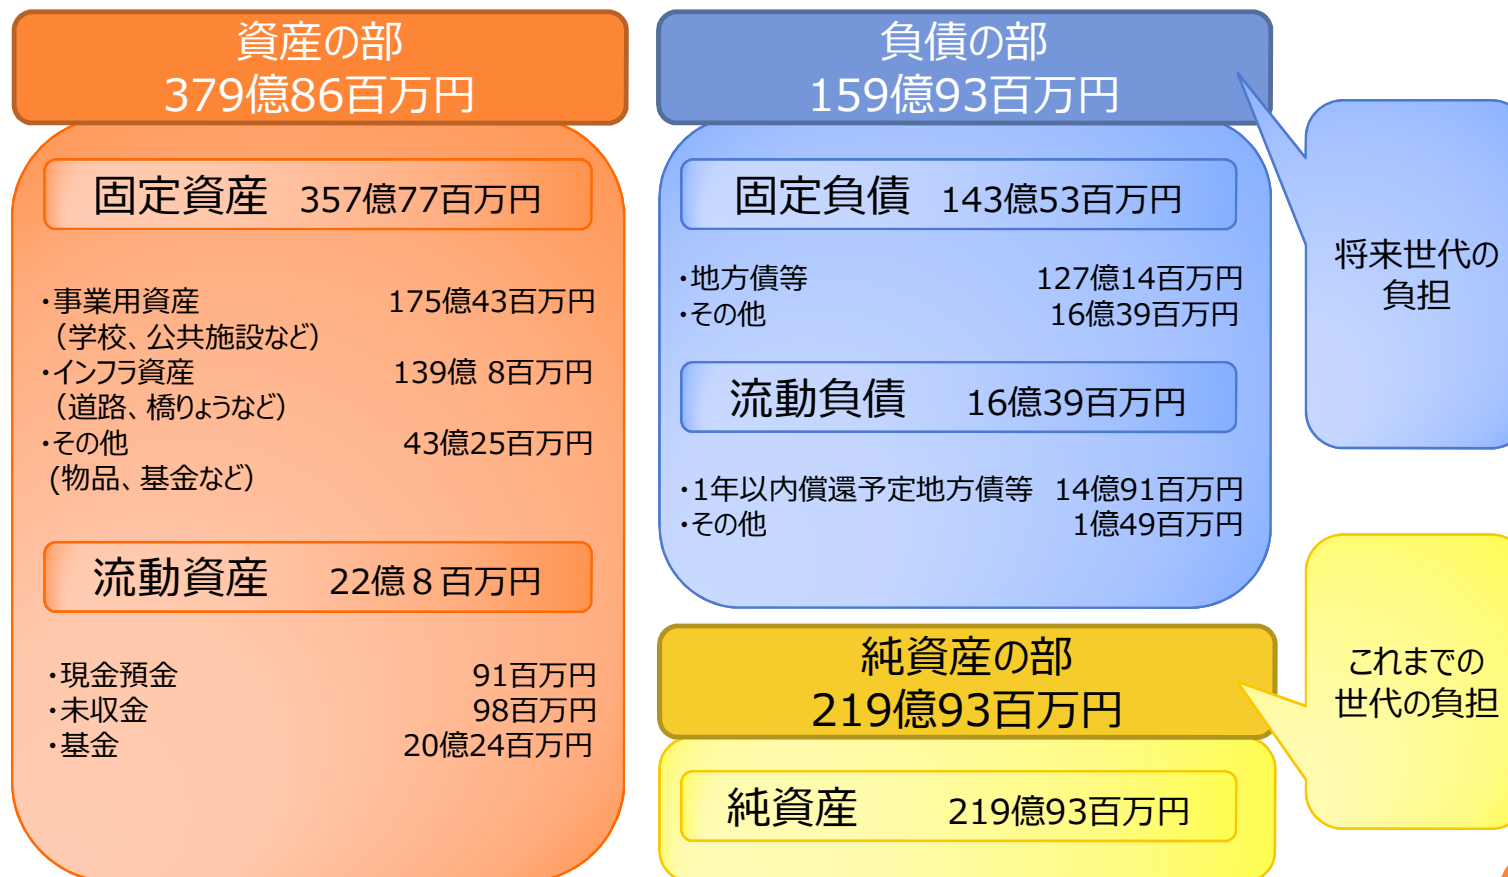 資産の部
379億86百万円
固定資産 357億77百万円
・事業用資産 175億43百万円
（学校、公共施設など）
・インフラ資産 139億 8百万円
（道路、橋りょうなど）
・その他 43億25百万円
(物品、基金など）
流動資産 22億８百万円
・現金預金 91百万円
・未収金 98百万円
・基金 20億24百万円
負債の部
159億93百万円
固定負債 143億53百万円
・地方債等 127億14百万円
・その他 16億39百万円
流動負債 16億39百万円
・1年以内償還予定地方債等 14億91百万円
・その他 1億49百万円
将来世代の
負担
純資産の部
219億93百万円
純資産 219億93百万円
これまでの
世代の負担